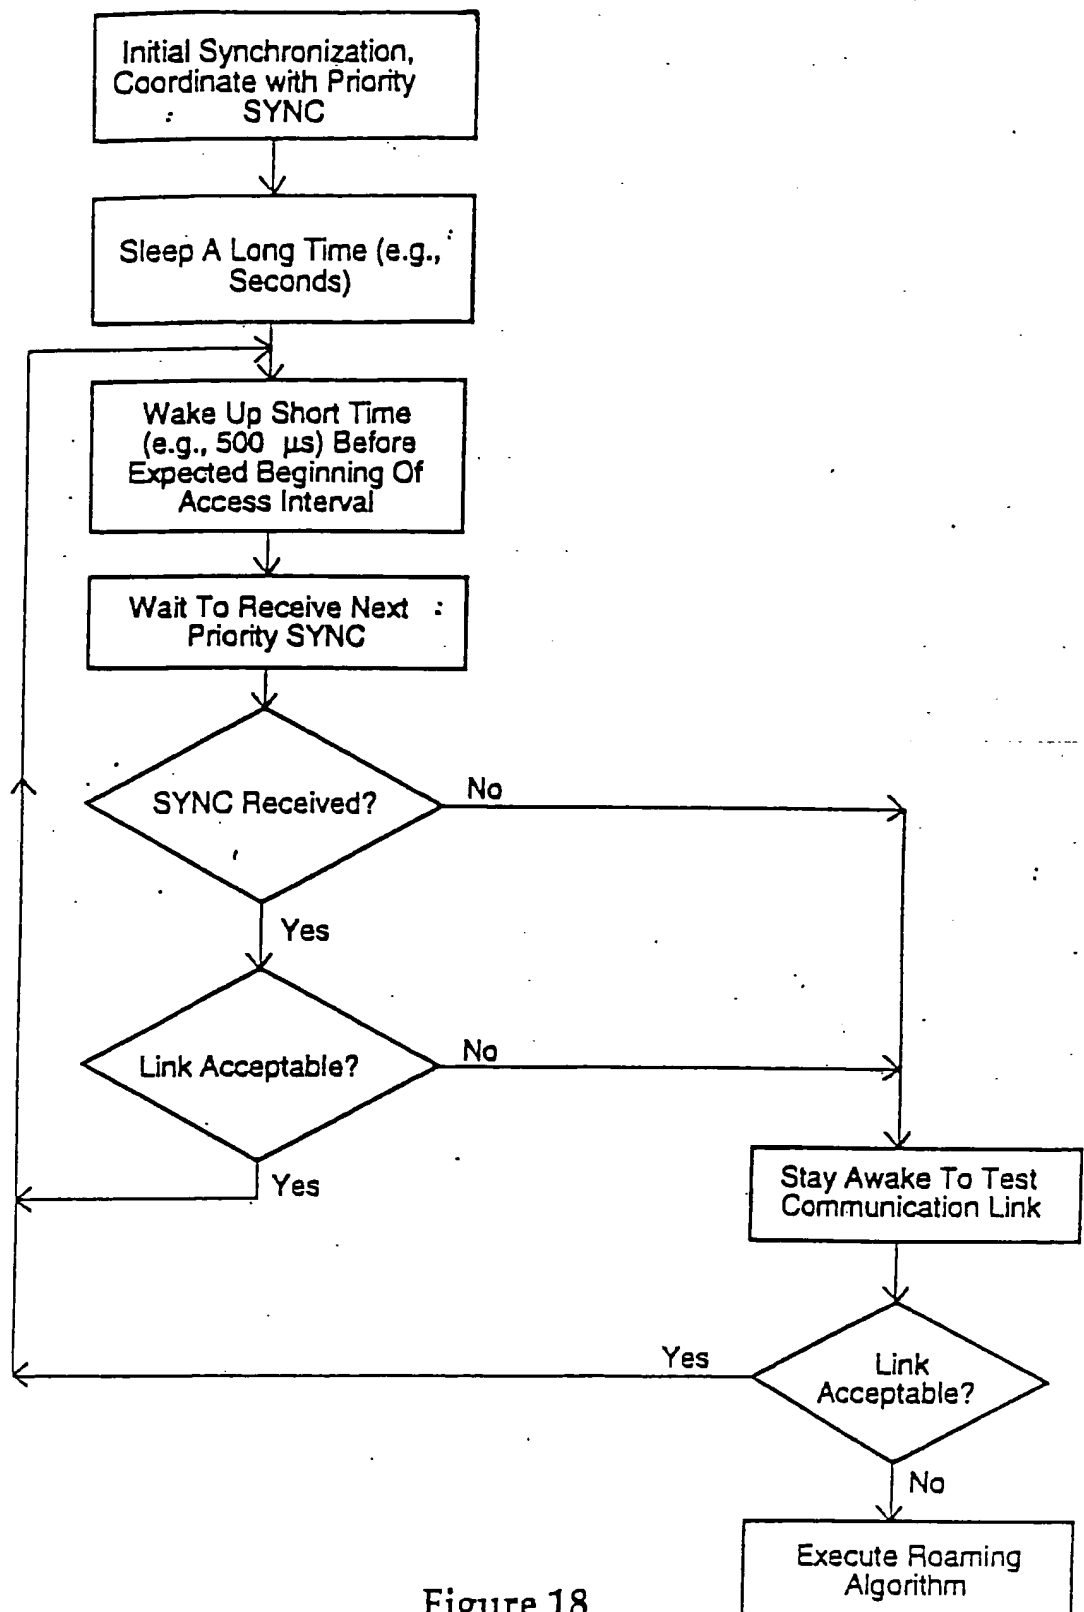 Initial Synchronization,
Coordinate with Priority
SYNC
Sleep A Long Time (e.g.,
Seconds)
Wake Up Short Time
(e.g., 500 µs) Before
Expected Beginning Of
Access Interval
Wait To Receive Next
Priority SYNC
SYNC Received?
No
Yes
Link Acceptable?
No
Yes
Stay Awake To Test
Communication Link
Link
Acceptable?
Yes
No
Execute Roaming
Algorithm
Figure 18